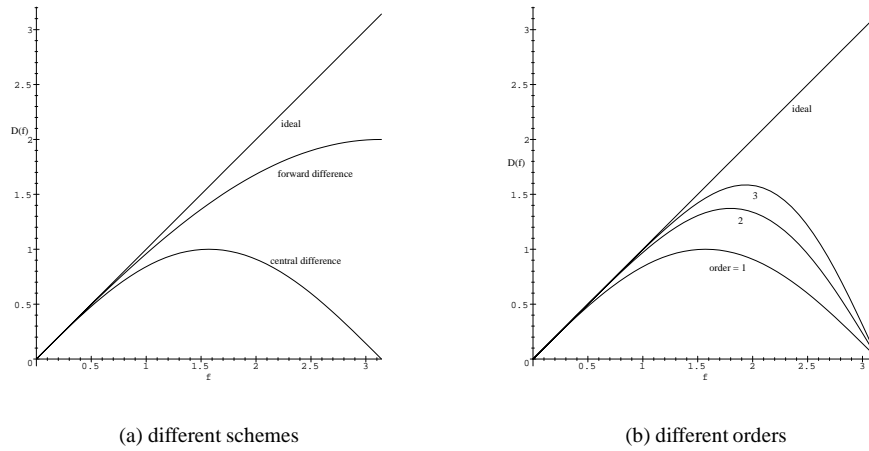 3
2.5
D(f)
2
1.5
1
0.5
0
0.5
1
1.5
2
2.5
3
f
ideal
forward difference
central difference
(a) different schemes
3
2.5
2
D(f)
1.5
1
0.5
0
0.5
1
1.5
2
2.5
3
f
ideal
3
2
order = 1
(b) different orders